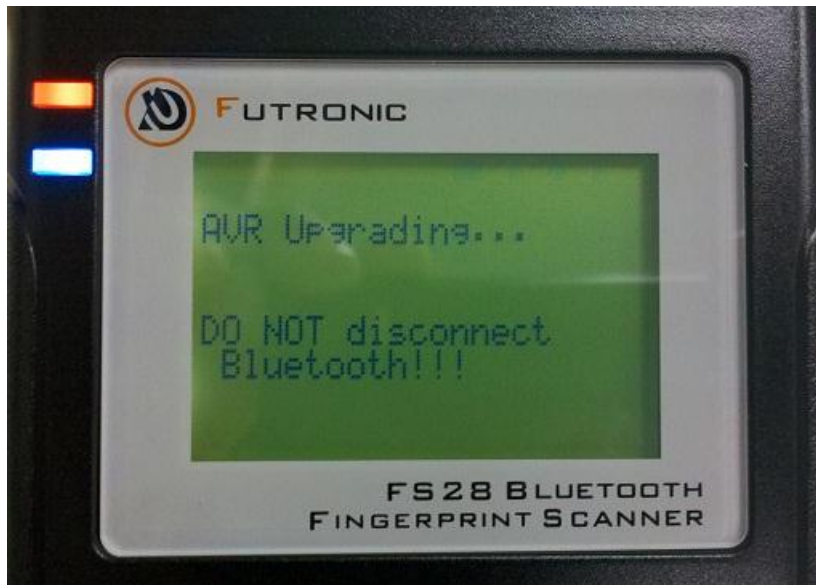 FUTRONIC
AVR Upgrading...
DO NOT disconnect
Bluetooth!!!
FS28 BLUETOOTH
FINGERPRINT SCANNER